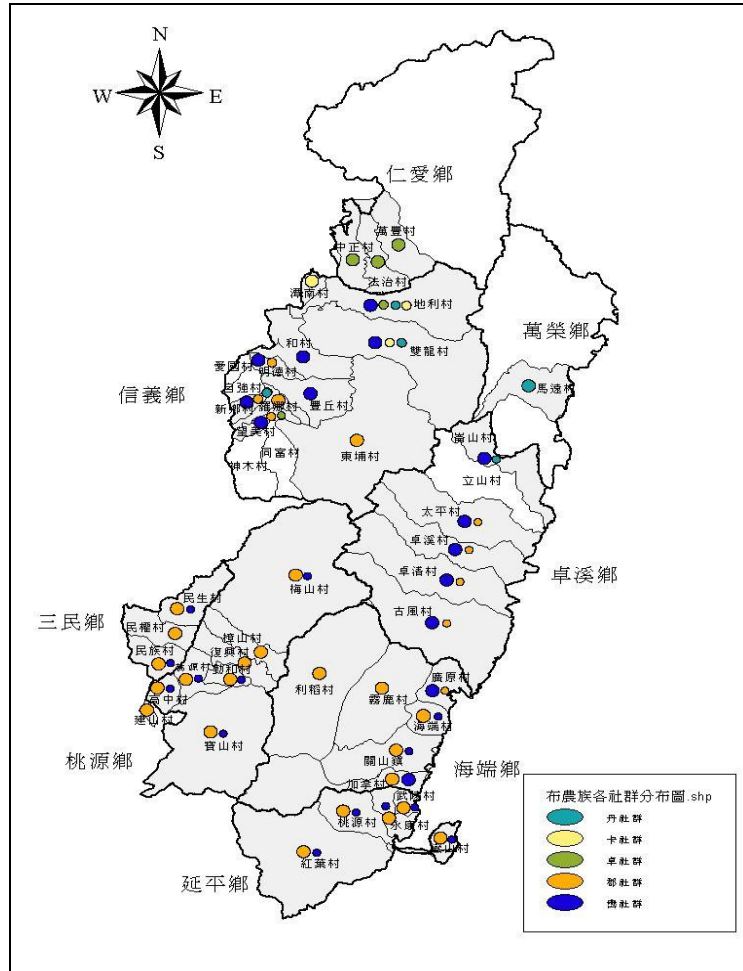 N
W E
S
仁愛鄉
萬豐村
中正村
法治村
潭南村
地利村
萬榮鄉
雙龍村
人和村
愛國村
明德村
馬遠村
自強村
信義鄉
羅娜村
豐丘村
新鄉村
望美村
東埔村
崙山村
同富村
神木村
立山村
太平村
卓溪村
卓溪鄉
卓清村
梅山村
民生村
三民鄉
古風村
民權村
樟山村
復興村
民族村
高中村
勤和村
利稻村
霧鹿村
廣原村
建山村
海端村
寶山村
桃源鄉
關山鎮
海端鄉
加拿村
武陵村
桃源村
永康村
紅葉村
延平鄉
布農族各社群分布圖.shp
丹社群
卡社群
卓社群
郡社群
巒社群